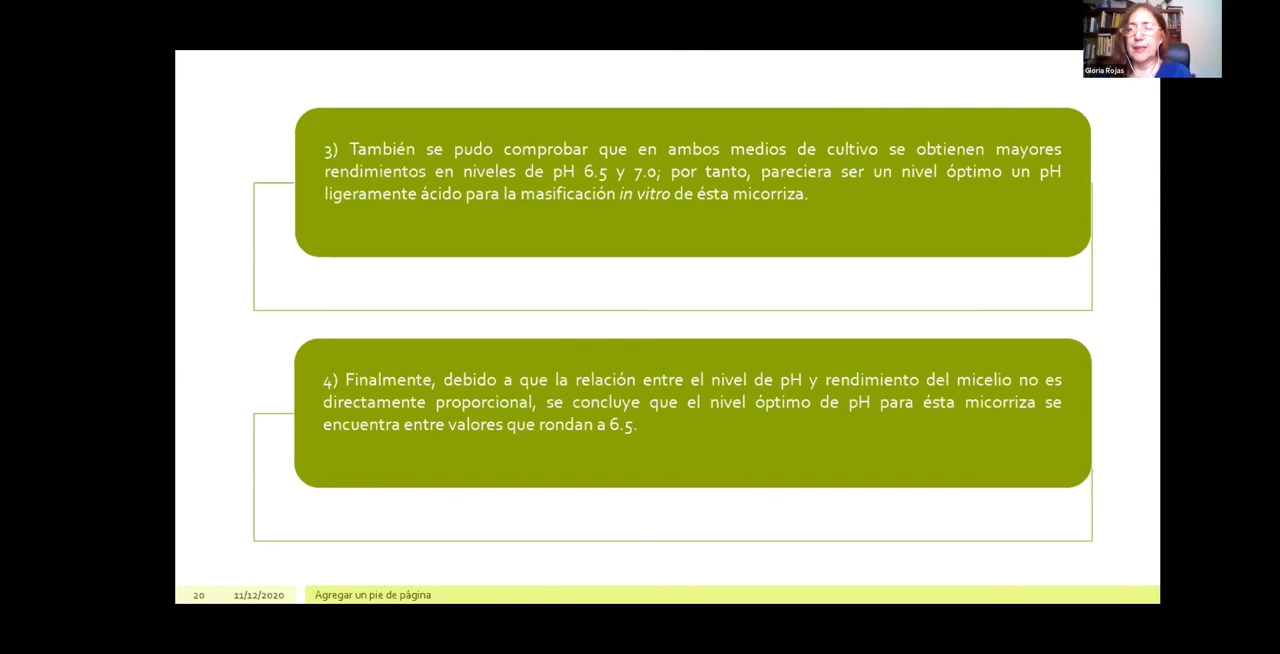 Gloria Rojas
3) También se pudo comprobar que en ambos medios de cultivo se obtienen mayores
rendimientos en niveles de pH 6.5 y 7.0; por tanto, pareciera ser un nivel óptimo un pH
ligeramente ácido para la masificación in vitro de ésta micorriza.
4) Finalmente, debido a que la relación entre el nivel de pH y rendimiento del micelio no es
directamente proporcional, se concluye que el nivel óptimo de pH para ésta micorriza se
encuentra entre valores que rondan a 6.5.
20 11/12/2020 Agregar un pie de página